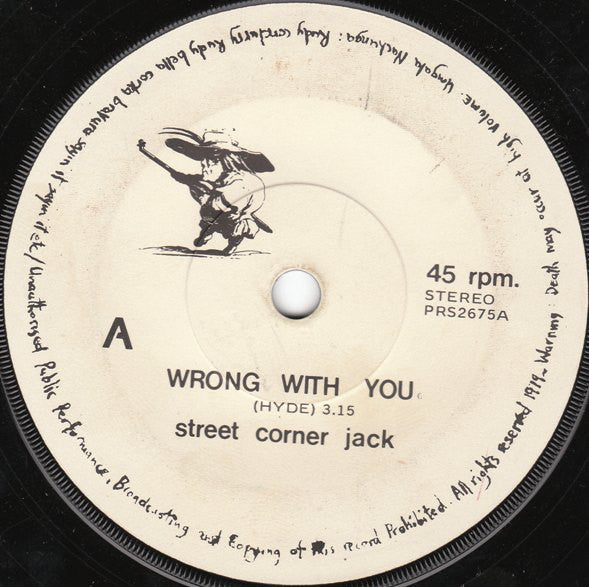 45 rpm.
STEREO
PRS2675A
A
WRONG WITH YOU
(HYDE) 3.15
street corner jack
Unauthorised Public Performance, Broadcasting and Copying of this record Prohibited. All rights reserved 1979- Warning: Death may occur at high volume.